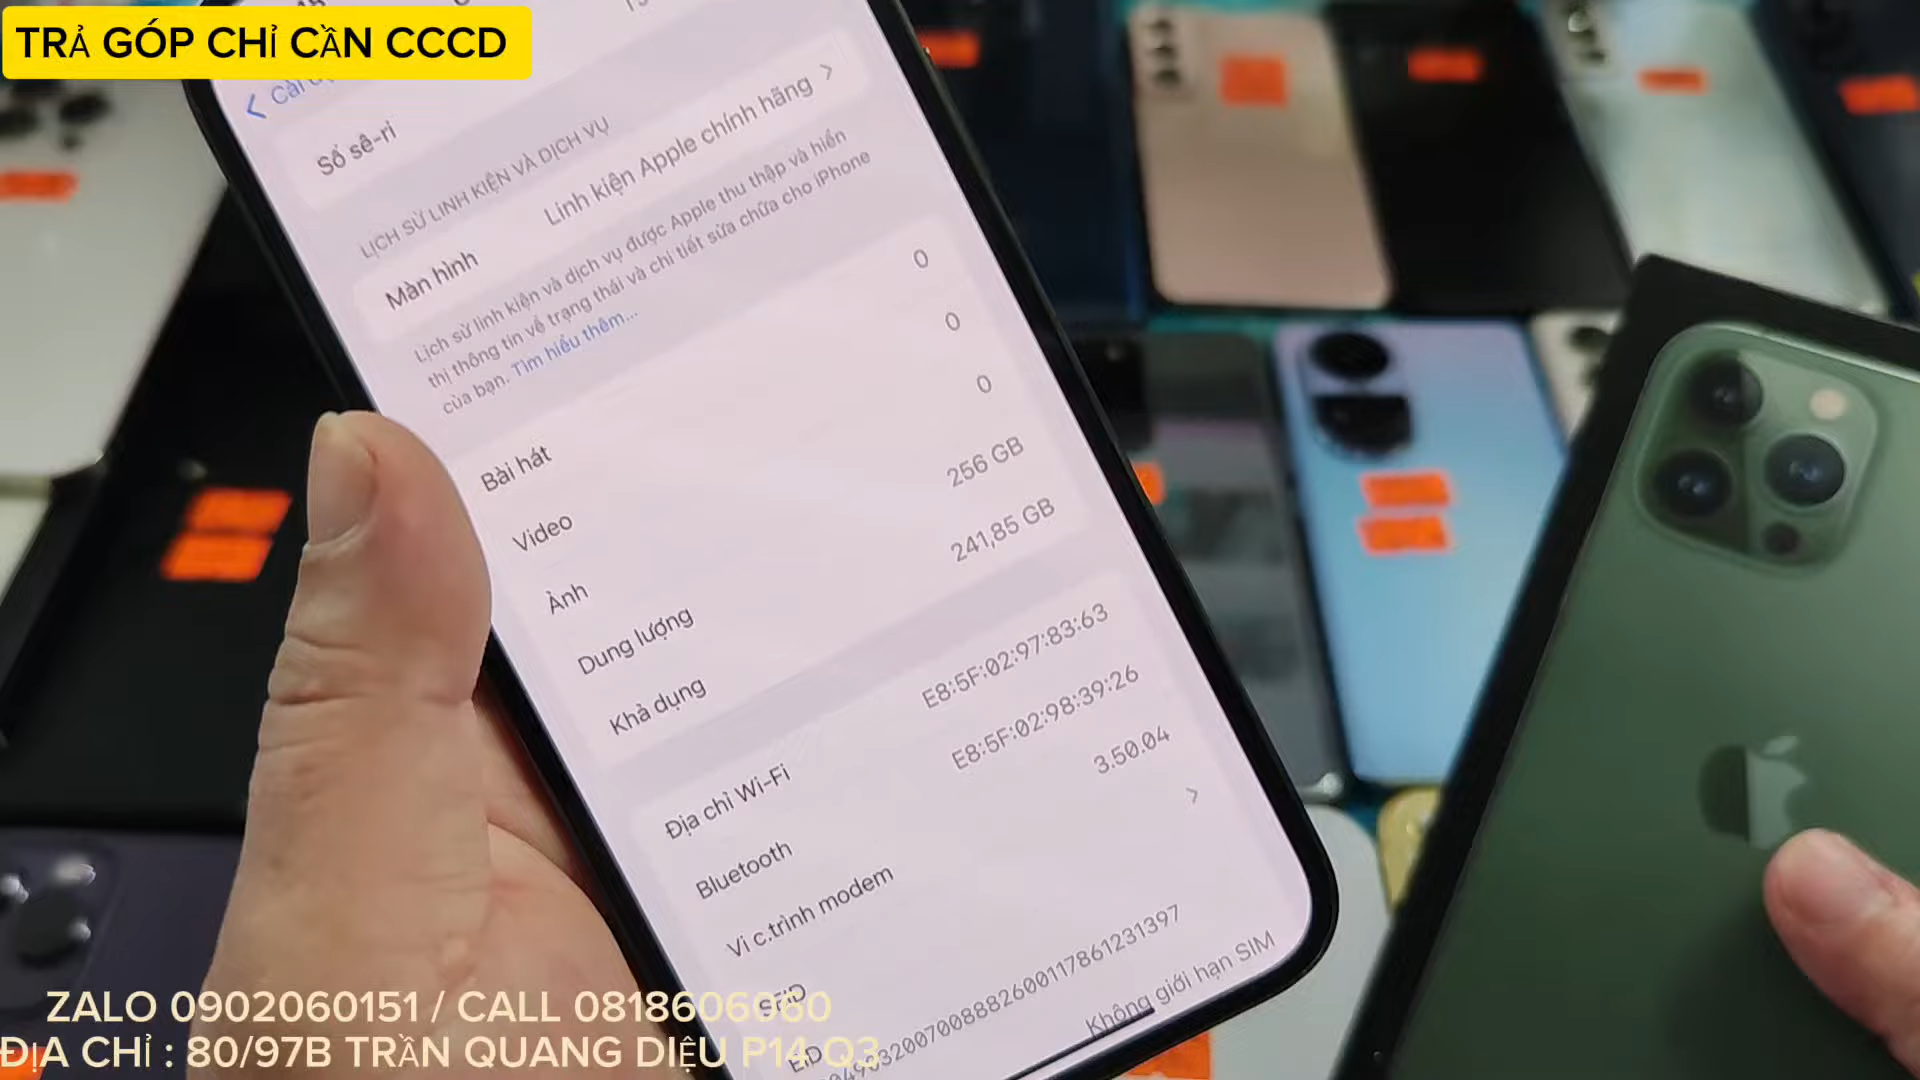 TRẢ GÓP CHỈ CẦN CCCD
Số sê-ri
LỊCH SỬ LINH KIỆN VÀ DỊCH VỤ
Màn hình Linh kiện Apple chính hãng
Lịch sử linh kiện và dịch vụ được Apple thu thập và hiển
thị thông tin về trạng thái và chi tiết sửa chữa cho iPhone
của bạn. Tìm hiểu thêm...
Bài hát 0
Video 0
Ảnh 0
Dung lượng 256 GB
Khả dụng 241,85 GB
Địa chỉ Wi-Fi E8:5F:02:97:83:63
Bluetooth E8:5F:02:98:39:26
Vi c.trình modem 3.50.04
SEID
EID
Không giới hạn SIM
ZALO 0902060151 / CALL 0818606060
ĐỊA CHỈ : 80/97B TRẦN QUANG DIỆU P14 Q3